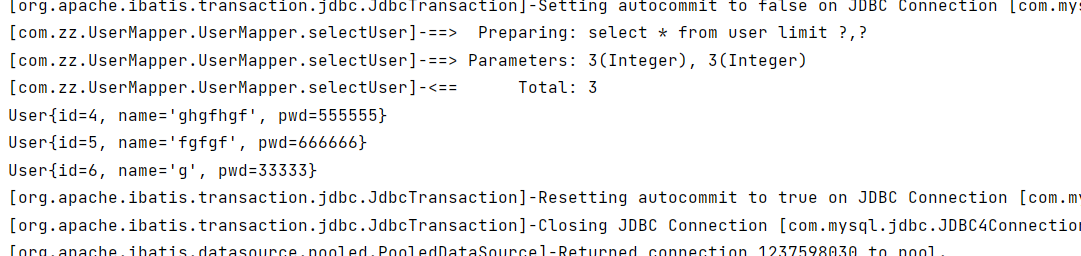 [org.apache.ibatis.transaction.jdbc.JdbcTransaction]-Setting autocommit to false on JDBC Connection [com.mys
[com.zz.UserMapper.UserMapper.selectUser]-==>  Preparing: select * from user limit ?,?
[com.zz.UserMapper.UserMapper.selectUser]-==> Parameters: 3(Integer), 3(Integer)
[com.zz.UserMapper.UserMapper.selectUser]-<==      Total: 3
User{id=4, name='ghgfhgf', pwd=555555}
User{id=5, name='fgfgf', pwd=666666}
User{id=6, name='g', pwd=33333}
[org.apache.ibatis.transaction.jdbc.JdbcTransaction]-Resetting autocommit to true on JDBC Connection [com.my
[org.apache.ibatis.transaction.jdbc.JdbcTransaction]-Closing JDBC Connection [com.mysql.jdbc.JDBC4Connection
[org.apache.ibatis.datasource.pooled.PooledDataSource]-Returned connection 1237598030 to pool.